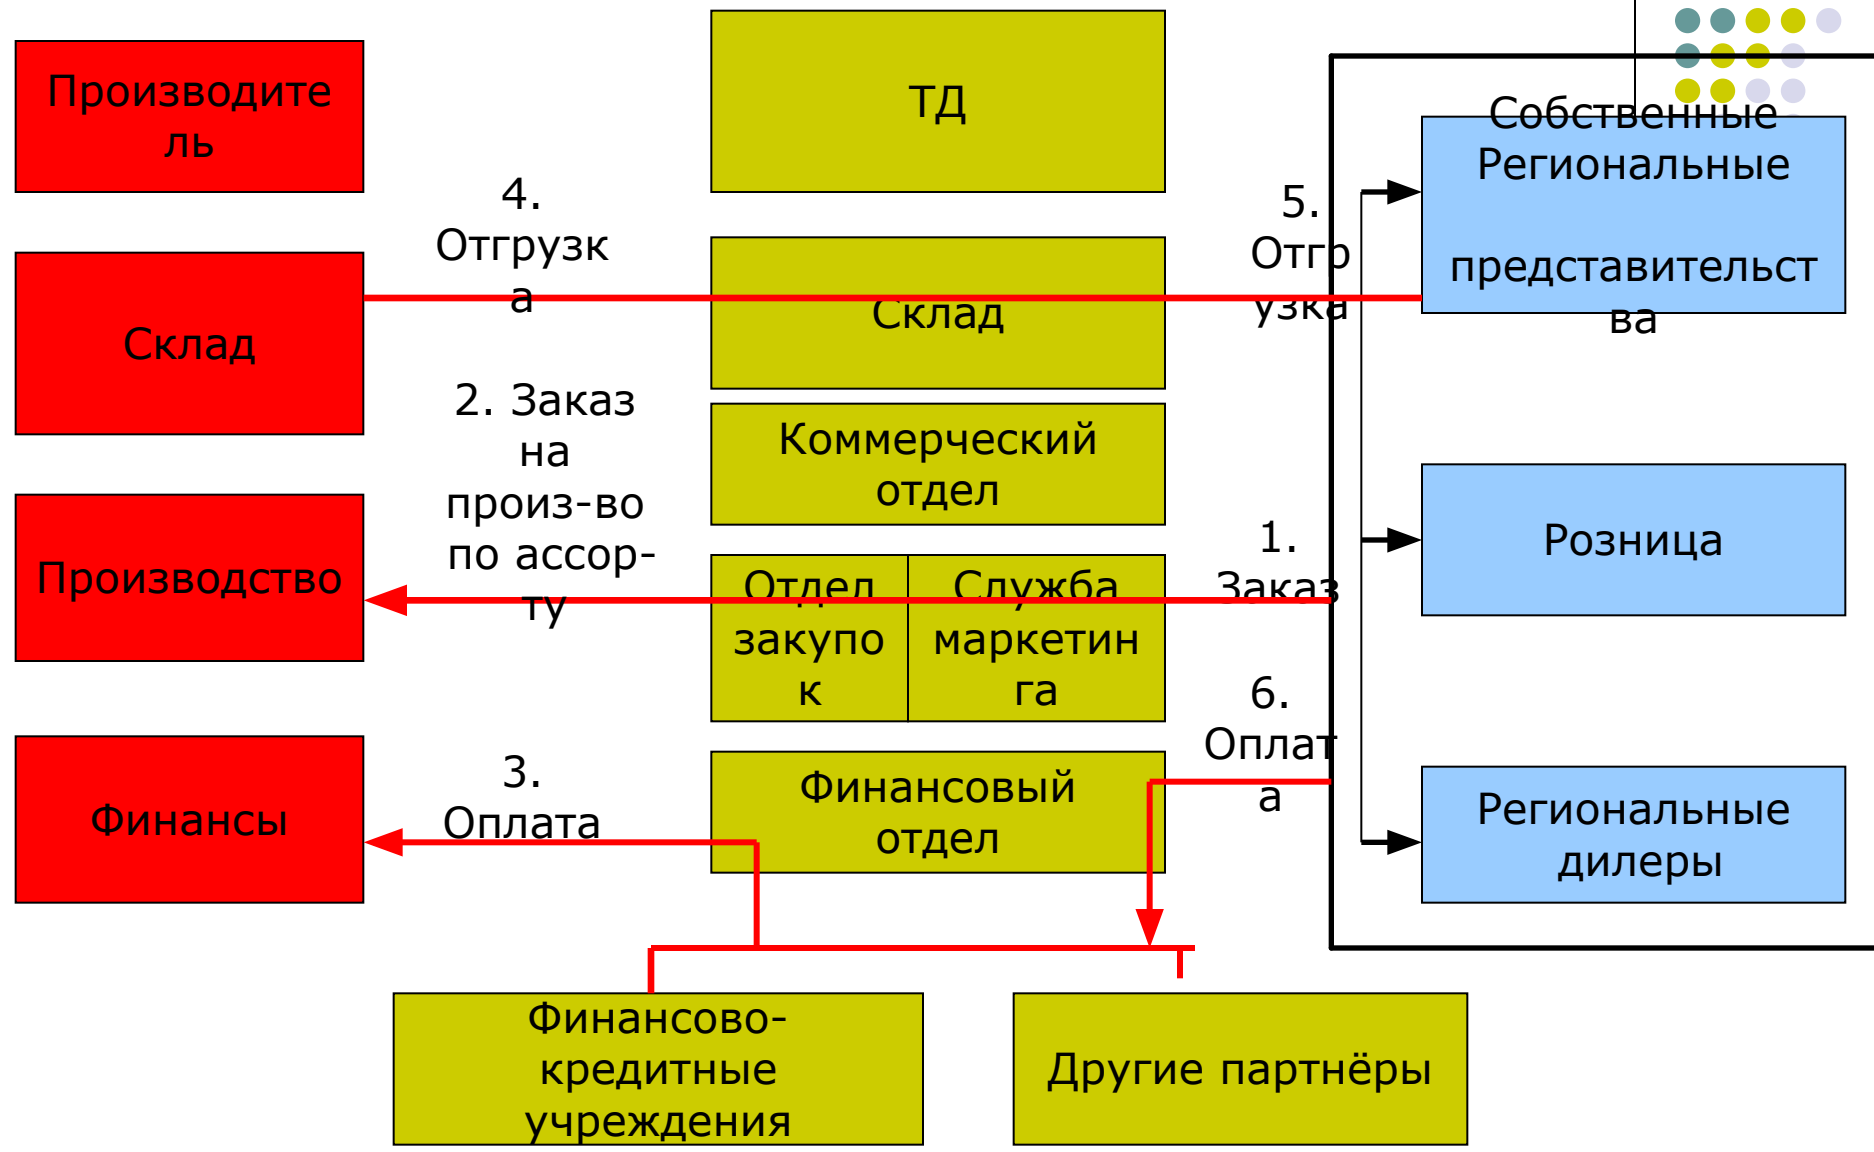 Производите
ль
ТД
Собственные
Региональные
представительст
ва
4.
Отгрузк
а
5.
Отгр
узка
Склад
Склад
2. Заказ
на
произ-во
по ассор-
ту
Коммерческий
отдел
Производство
Отдел
закупо
к
Служба
маркетин
га
1.
Заказ
Розница
6.
Оплат
а
3.
Оплата
Финансы
Финансовый
отдел
Региональные
дилеры
Финансово-
кредитные
учреждения
Другие партнёры